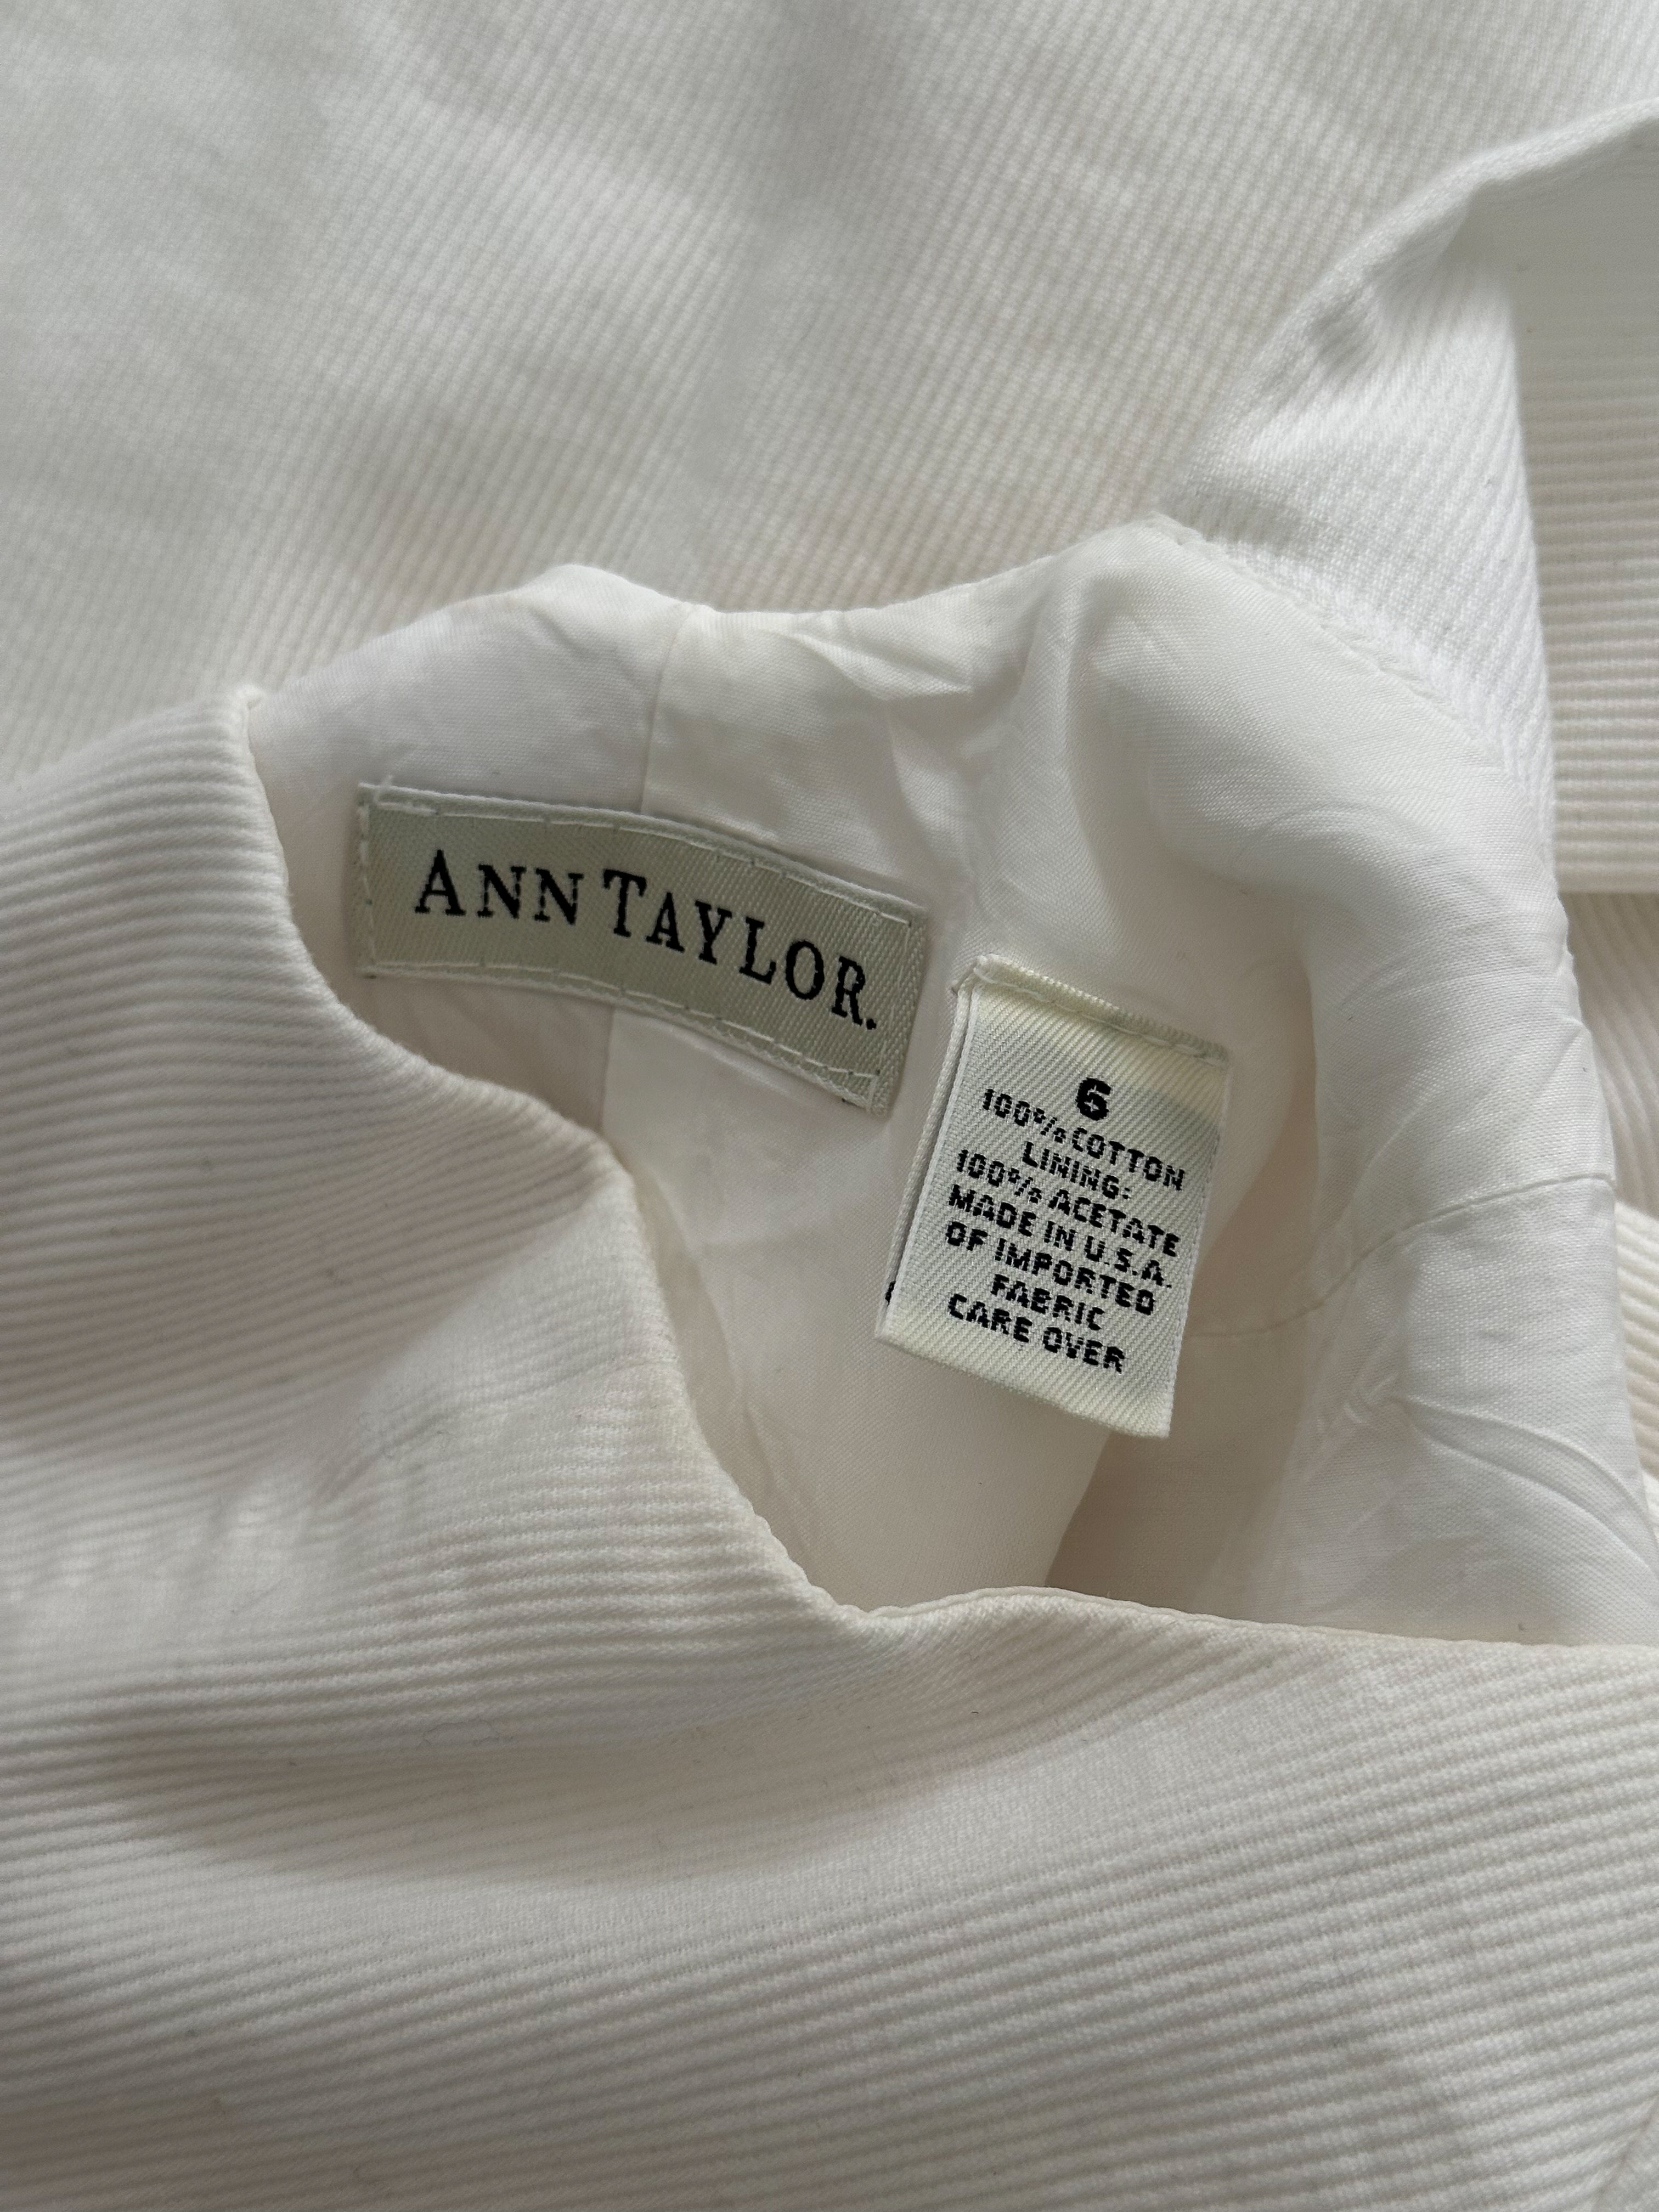 ANN TAYLOR.
6
100% COTTON
LINING:
100% ACETATE
MADE IN U.S.A.
OF IMPORTED
FABRIC
CARE OVER